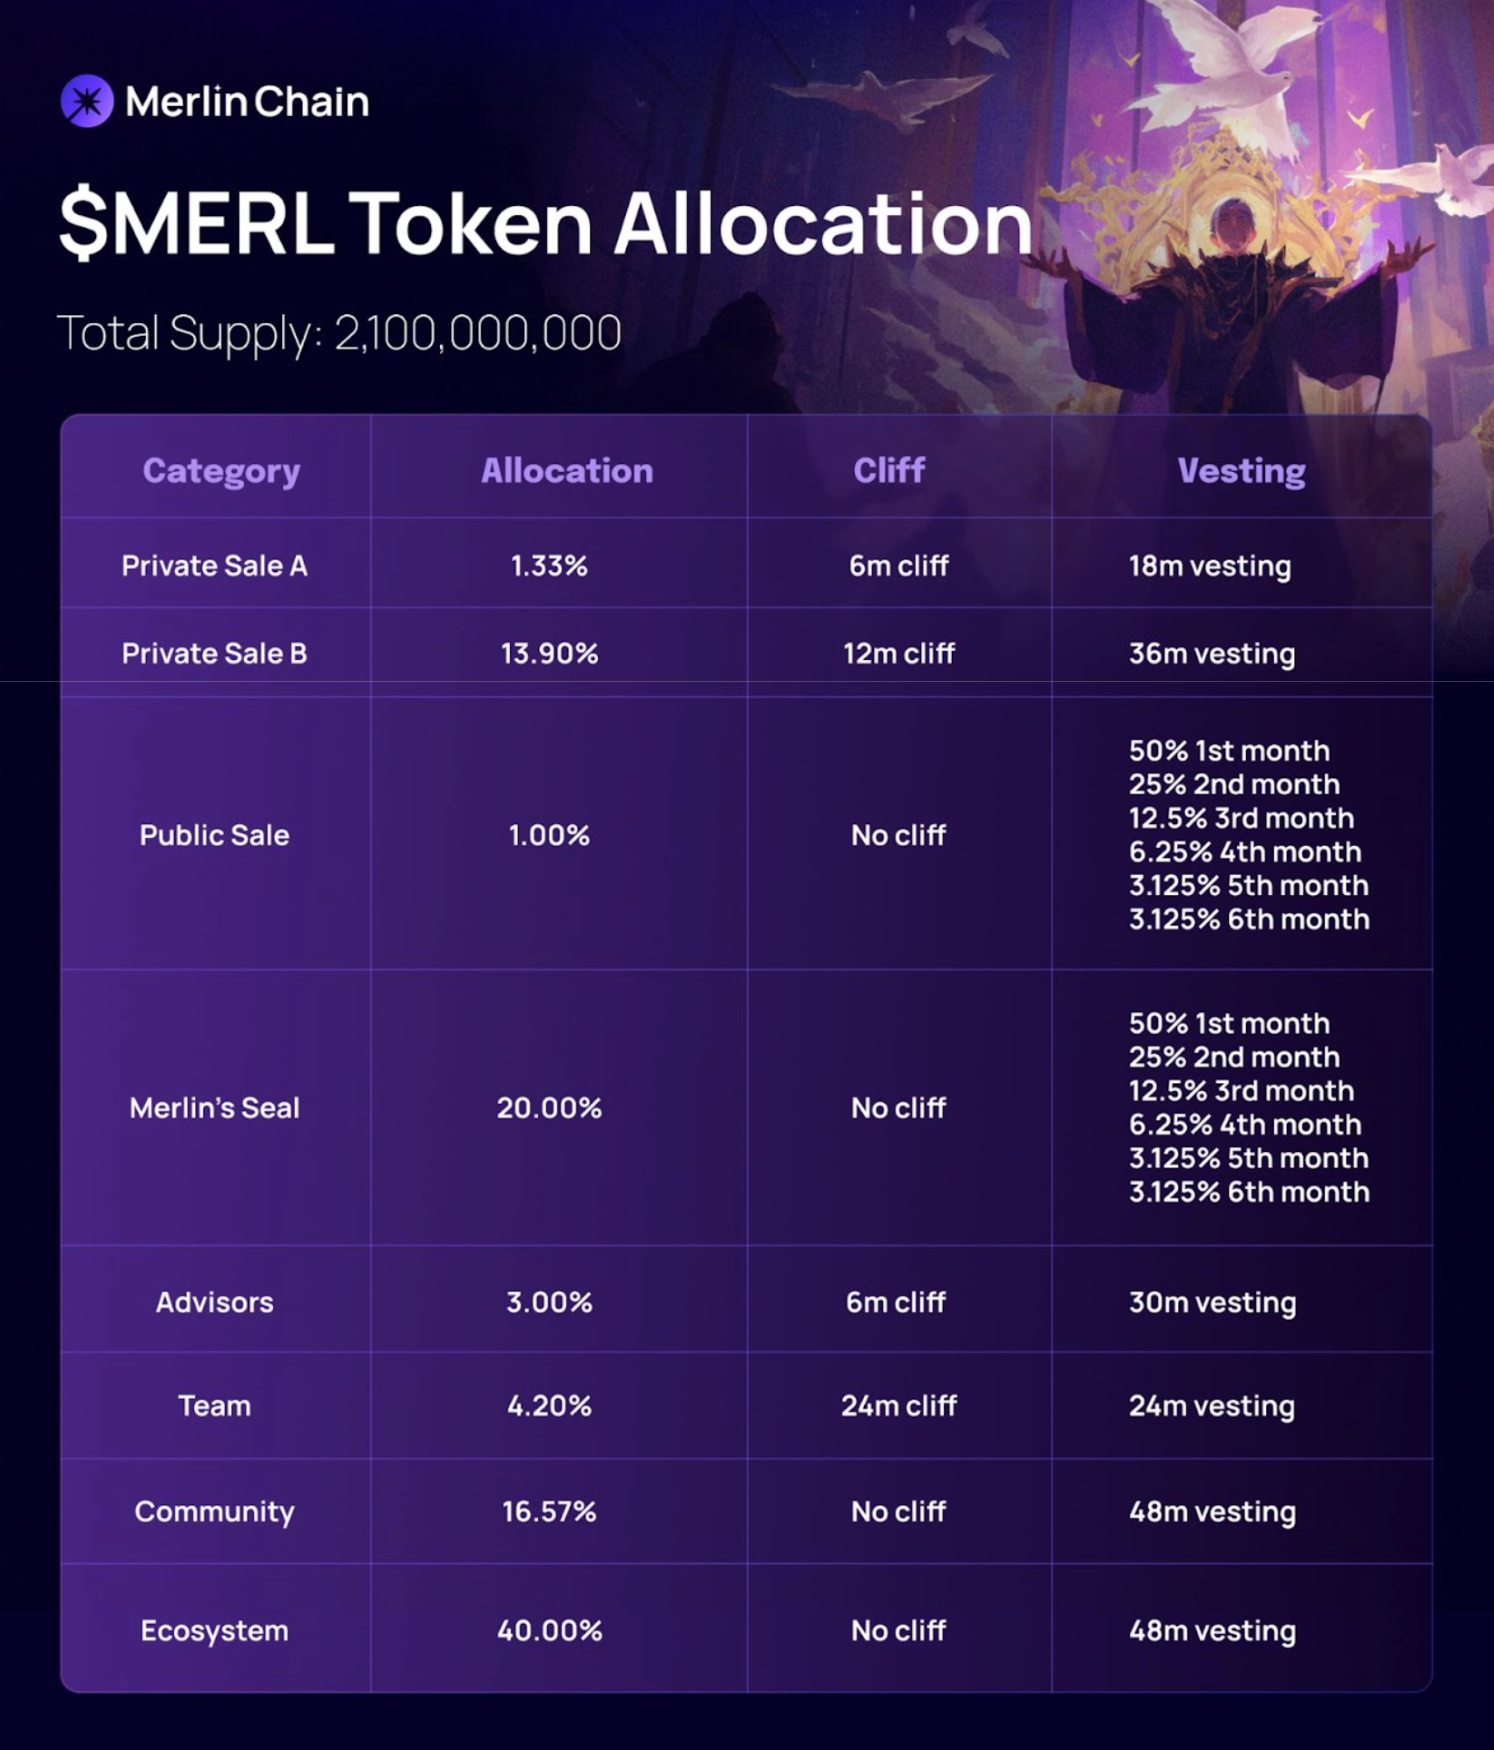 Merlin Chain
$MERL Token Allocation
Total Supply: 2,100,000,000
Category Allocation Cliff Vesting
Private Sale A 1.33% 6m cliff 18m vesting
Private Sale B 13.90% 12m cliff 36m vesting
Public Sale 1.00% No cliff
50% 1st month
25% 2nd month
12.5% 3rd month
6.25% 4th month
3.125% 5th month
3.125% 6th month
Merlin’s Seal 20.00% No cliff
50% 1st month
25% 2nd month
12.5% 3rd month
6.25% 4th month
3.125% 5th month
3.125% 6th month
Advisors 3.00% 6m cliff 30m vesting
Team 4.20% 24m cliff 24m vesting
Community 16.57% No cliff 48m vesting
Ecosystem 40.00% No cliff 48m vesting